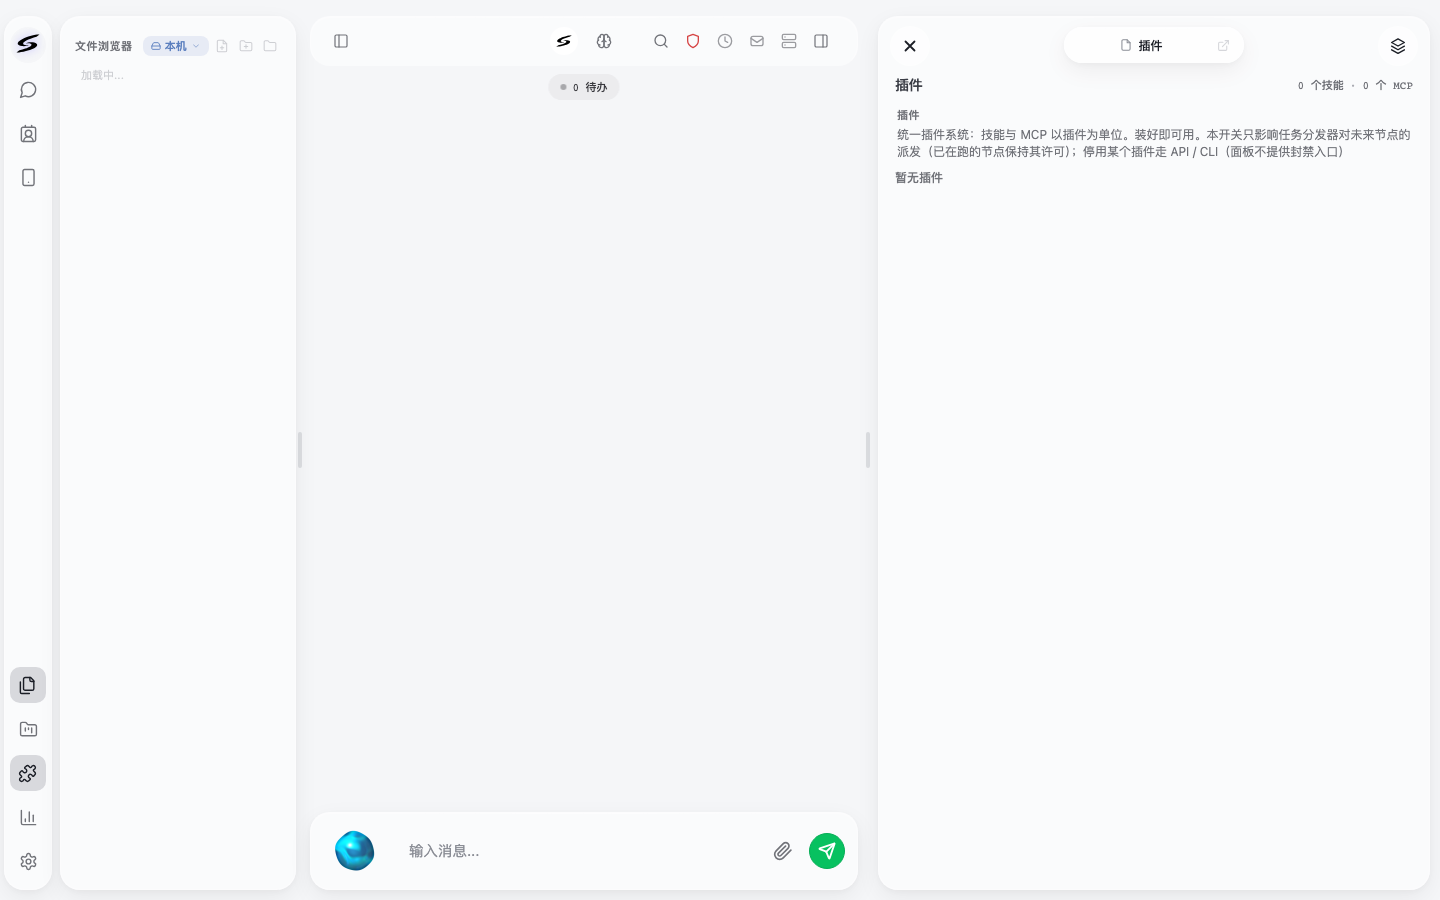 文件浏览器
本机
加载中...
0 待办
输入消息...
插件
插件
0 个技能 · 0 个 MCP
插件
统一插件系统：技能与 MCP 以插件为单位。装好即可用。本开关只影响任务分发器对未来节点的
派发（已在跑的节点保持其许可）；停用某个插件走 API / CLI（面板不提供封禁入口）
暂无插件